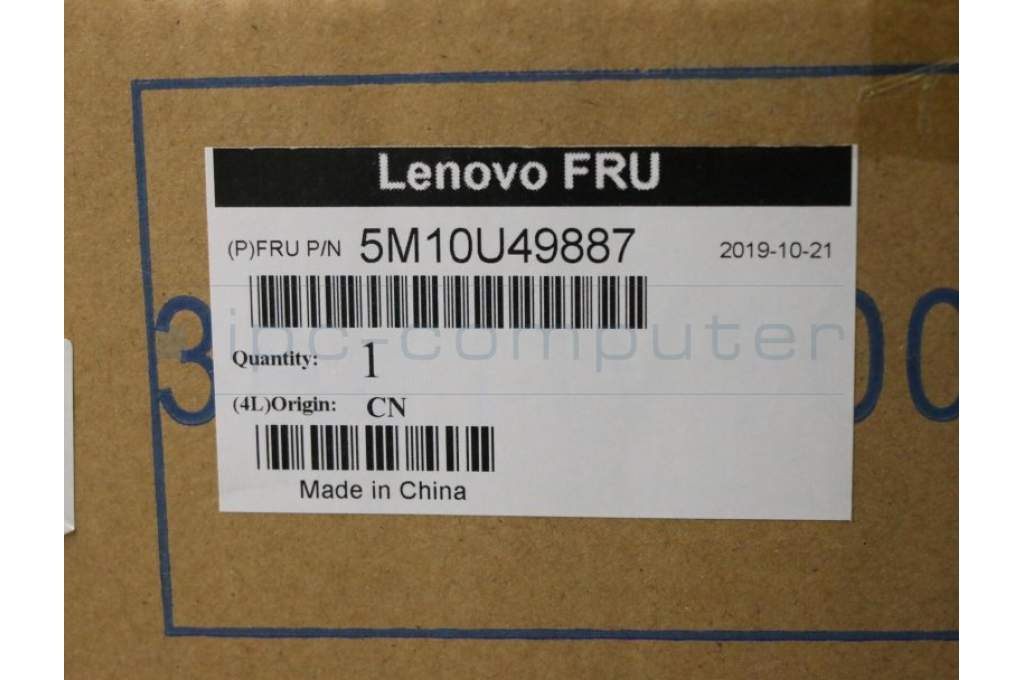 Lenovo FRU
(P)FRU P/N 5M10U49887 2019-10-21
ipc-computer
Quantity: 1
(4L)Origin: CN
Made in China